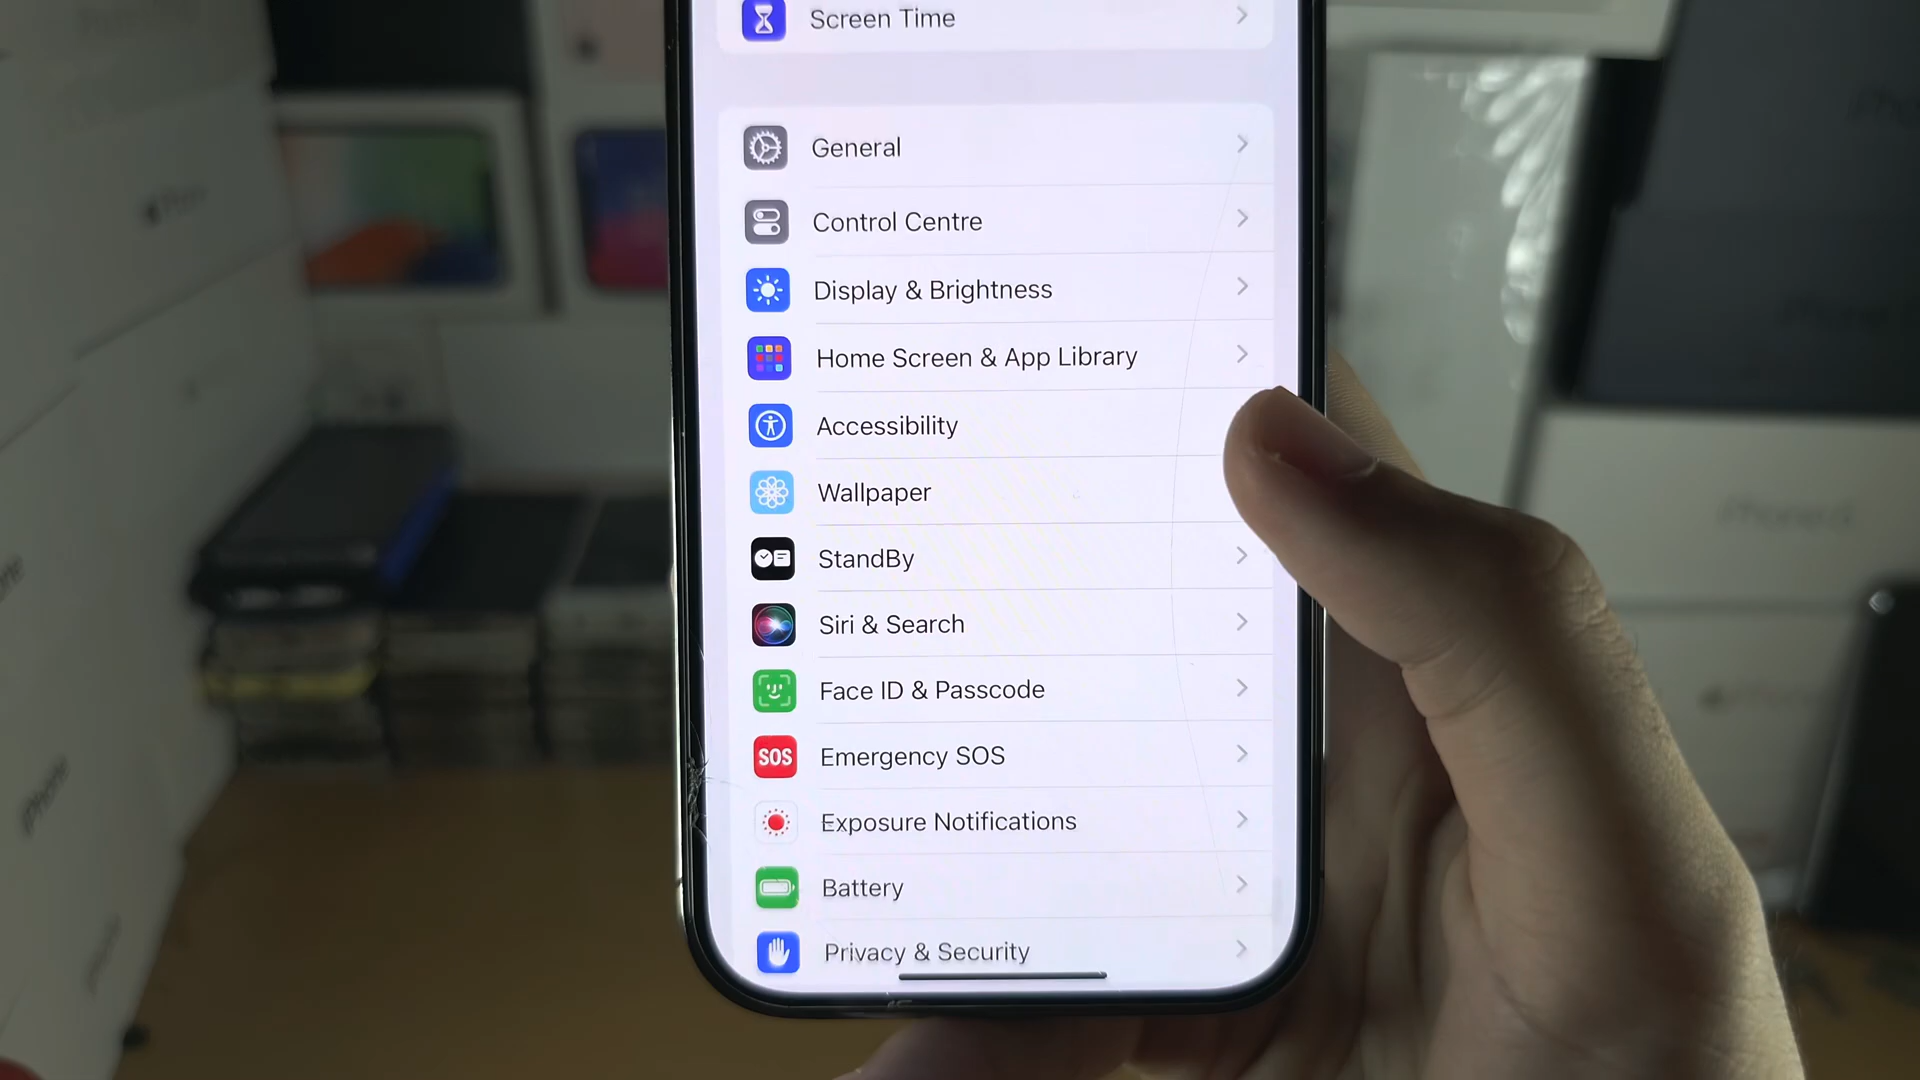 Screen Time
General
Control Centre
Display & Brightness
Home Screen & App Library
Accessibility
Wallpaper
StandBy
Siri & Search
Face ID & Passcode
SOS
Emergency SOS
Exposure Notifications
Battery
Privacy & Security
iPhone